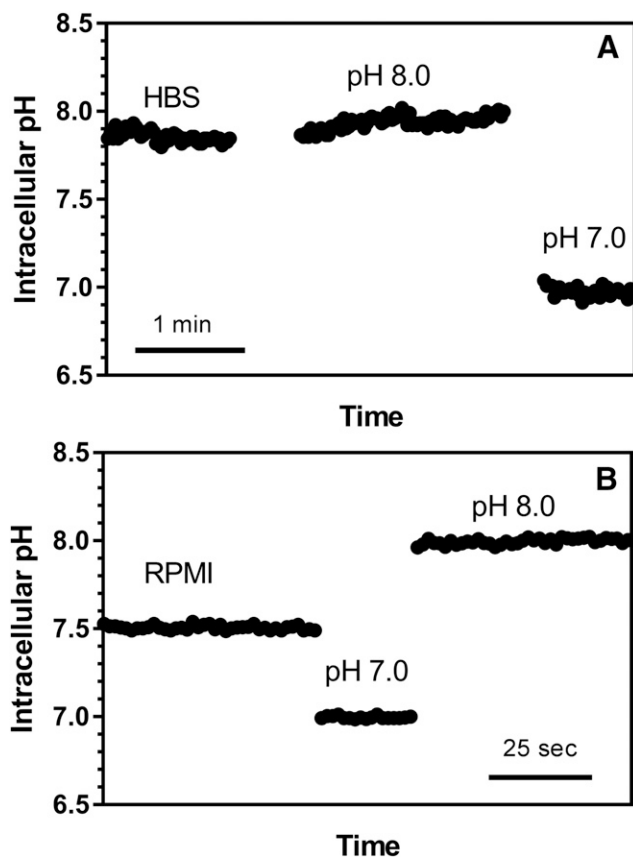 A
8.5
8.0
7.5
7.0
6.5
Intracellular pH
HBS
pH 8.0
pH 7.0
1 min
Time
B
8.5
8.0
7.5
7.0
6.5
Intracellular pH
RPMI
pH 7.0
pH 8.0
25 sec
Time